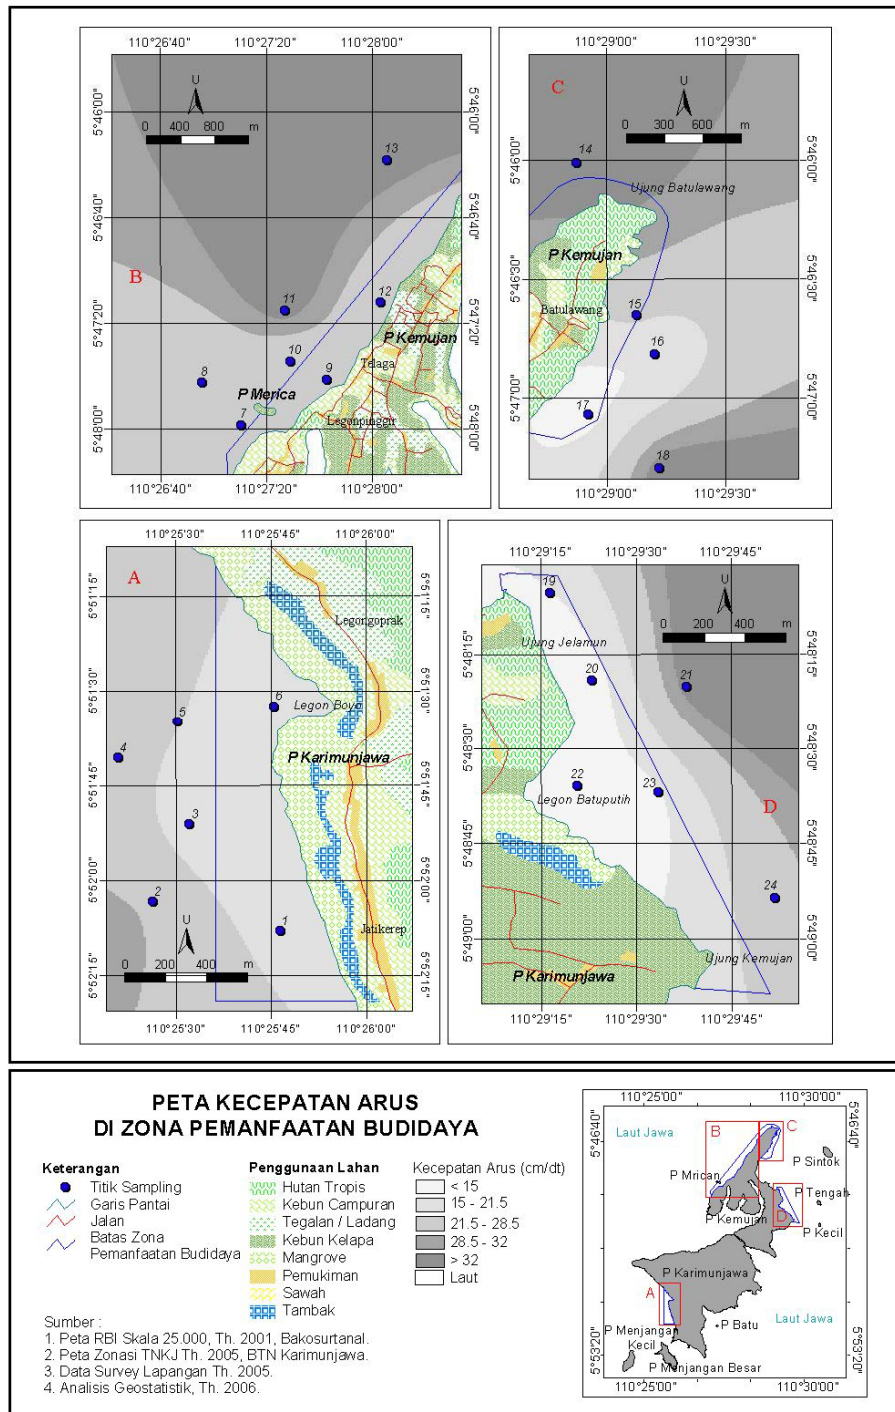 110°26'40" 110°27'20" 110°28'00"
B
U
0 400 800 m
5°46'00"
5°46'40"
5°47'20"
5°48'00"
5°46'00"
5°46'40"
5°47'20"
5°48'00"
13
12
11
10
9
8
7
P Kemujan
Telaga
P Merica
Legonpinggir
110°26'40" 110°27'20" 110°28'00"
110°29'00" 110°29'30"
C
U
0 300 600 m
5°46'00"
5°46'30"
5°47'00"
5°46'00"
5°46'30"
5°47'00"
14
Ujung Batulawang
P Kemujan
Batulawang
15
16
17
18
110°29'00" 110°29'30"
110°25'30" 110°25'45" 110°26'00"
A
5°51'15"
5°51'30"
5°51'45"
5°52'00"
5°52'15"
5°51'15"
5°51'30"
5°51'45"
5°52'00"
5°52'15"
Legongoprak
6
Legon Boyo
5
4
P Karimunjawa
3
2
1
U
Jatikerep
0 200 400 m
110°25'30" 110°25'45" 110°26'00"
110°29'15" 110°29'30" 110°29'45"
19
U
0 200 400 m
5°48'15"
5°48'30"
5°48'45"
5°49'00"
5°48'15"
5°48'30"
5°48'45"
5°49'00"
Ujung Jelamun
20
21
22
23
Legon Batuputih
D
24
Ujung Kemujan
P Karimunjawa
110°29'15" 110°29'30" 110°29'45"
PETA KECEPATAN ARUS
DI ZONA PEMANFAATAN BUDIDAYA
Keterangan
Titik Sampling
Garis Pantai
Jalan
Batas Zona
Pemanfaatan Budidaya
Penggunaan Lahan
Hutan Tropis
Kebun Campuran
Tegalan / Ladang
Kebun Kelapa
Mangrove
Pemukiman
Sawah
Tambak
Kecepatan Arus (cm/dt)
< 15
15 - 21.5
21.5 - 28.5
28.5 - 32
> 32
Laut
Sumber :
1. Peta RBI Skala 25.000, Th. 2001, Bakosurtanal.
2. Peta Zonasi TNKJ Th. 2005, BTN Karimunjawa.
3. Data Survey Lapangan Th. 2005.
4. Analisis Geostatistik, Th. 2006.
110°25'00" 110°30'00"
5°46'40"
5°53'20"
5°46'40"
5°53'20"
Laut Jawa
B
C
P Sintok
P Mrican
P Tengah
D
P Kemujan
P Kecil
P Karimunjawa
A
Laut Jawa
P Batu
P Menjangan
Kecil
P Menjangan Besar
110°25'00" 110°30'00"